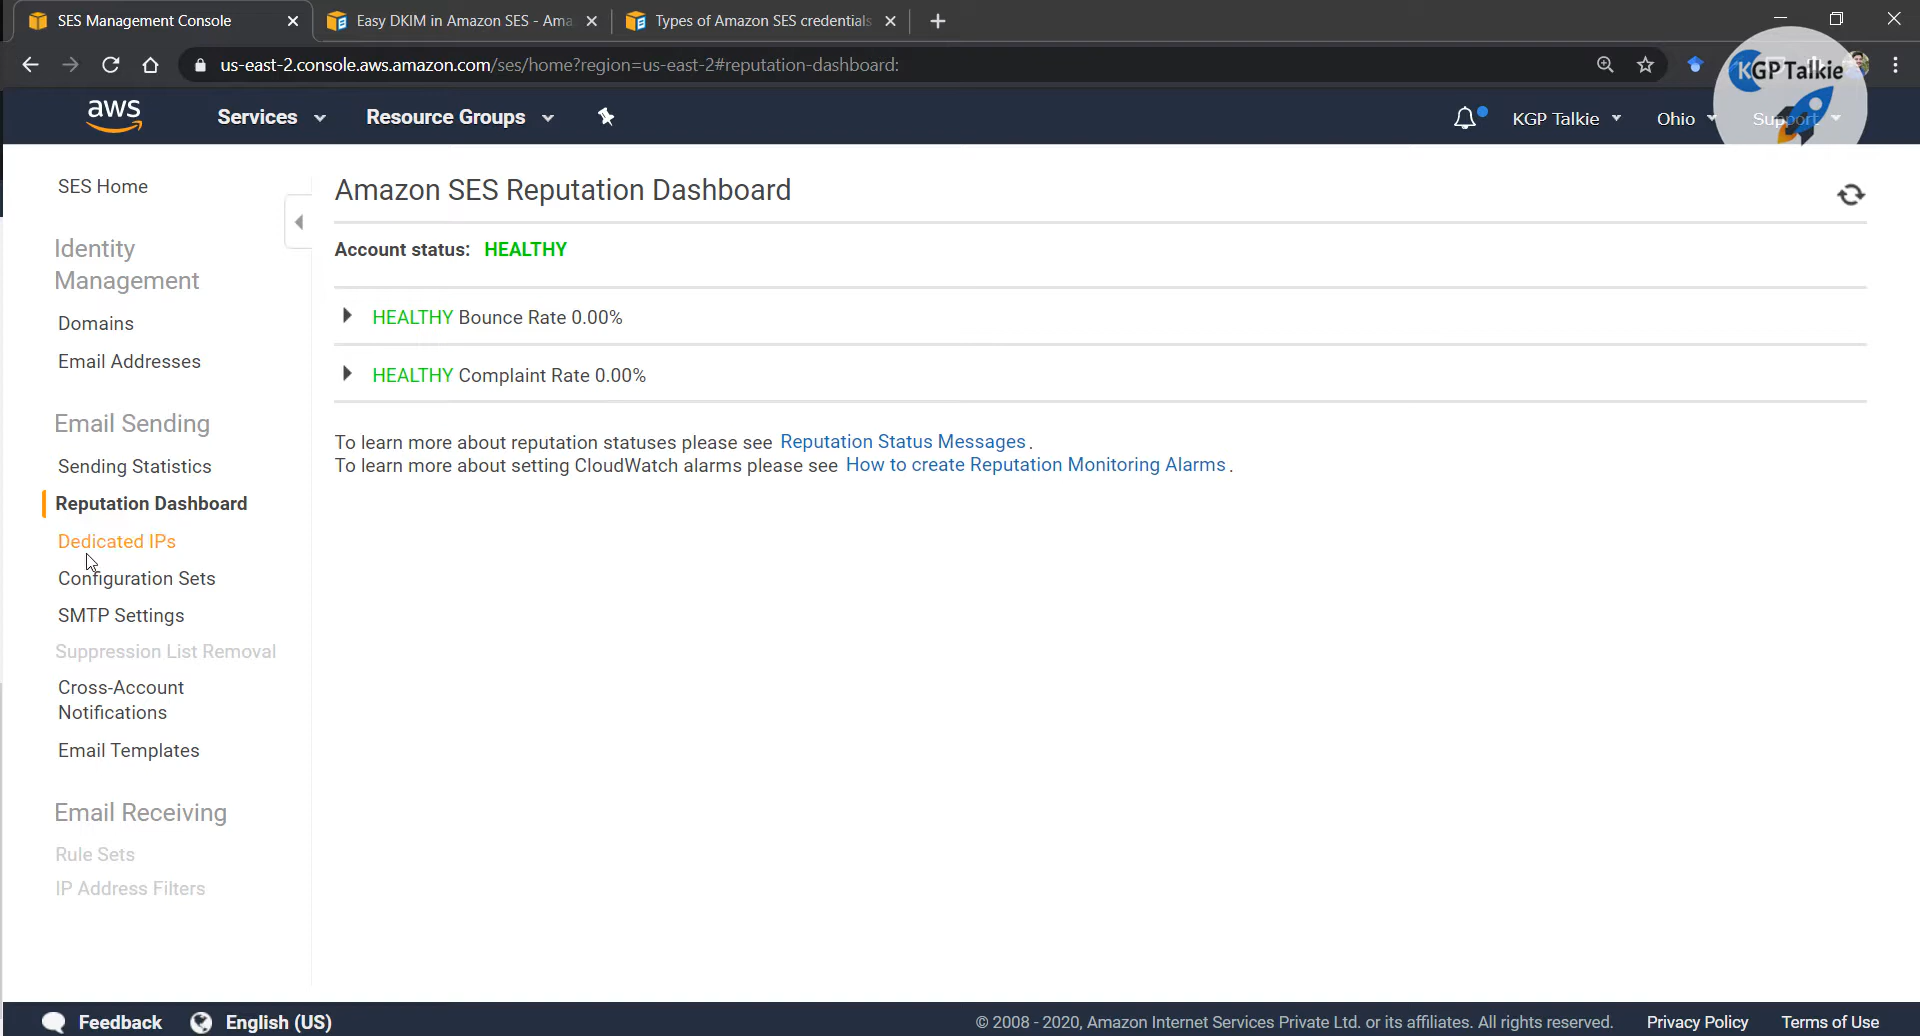 SES Management Console
Easy DKIM in Amazon SES - Ama
Types of Amazon SES credentials
us-east-2.console.aws.amazon.com/ses/home?region=us-east-2#reputation-dashboard:
KGPTalkie
aws
Services
Resource Groups
KGP Talkie
Ohio
Support
SES Home
Identity
Management
Domains
Email Addresses
Email Sending
Sending Statistics
Reputation Dashboard
Dedicated IPs
Configuration Sets
SMTP Settings
Suppression List Removal
Cross-Account
Notifications
Email Templates
Email Receiving
Rule Sets
IP Address Filters
Amazon SES Reputation Dashboard
Account status: HEALTHY
HEALTHY Bounce Rate 0.00%
HEALTHY Complaint Rate 0.00%
To learn more about reputation statuses please see Reputation Status Messages.
To learn more about setting CloudWatch alarms please see How to create Reputation Monitoring Alarms.
Feedback
English (US)
© 2008 - 2020, Amazon Internet Services Private Ltd. or its affiliates. All rights reserved.
Privacy Policy
Terms of Use